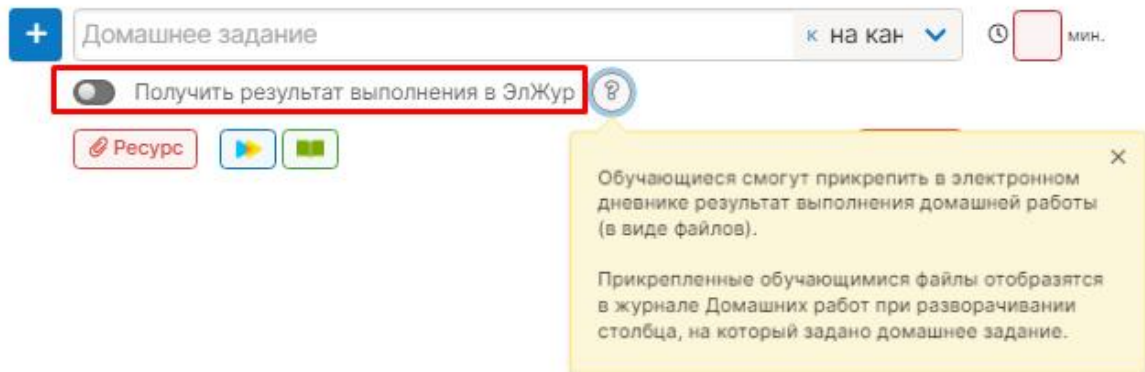 Домашнее задание
к на кан
мин.
Получить результат выполнения в ЭлЖур
?
Ресурс
Обучающиеся смогут прикрепить в электронном
дневнике результат выполнения домашней работы
(в виде файлов).
Прикрепленные обучающимися файлы отобразятся
в журнале Домашних работ при разворачивании
столбца, на который задано домашнее задание.